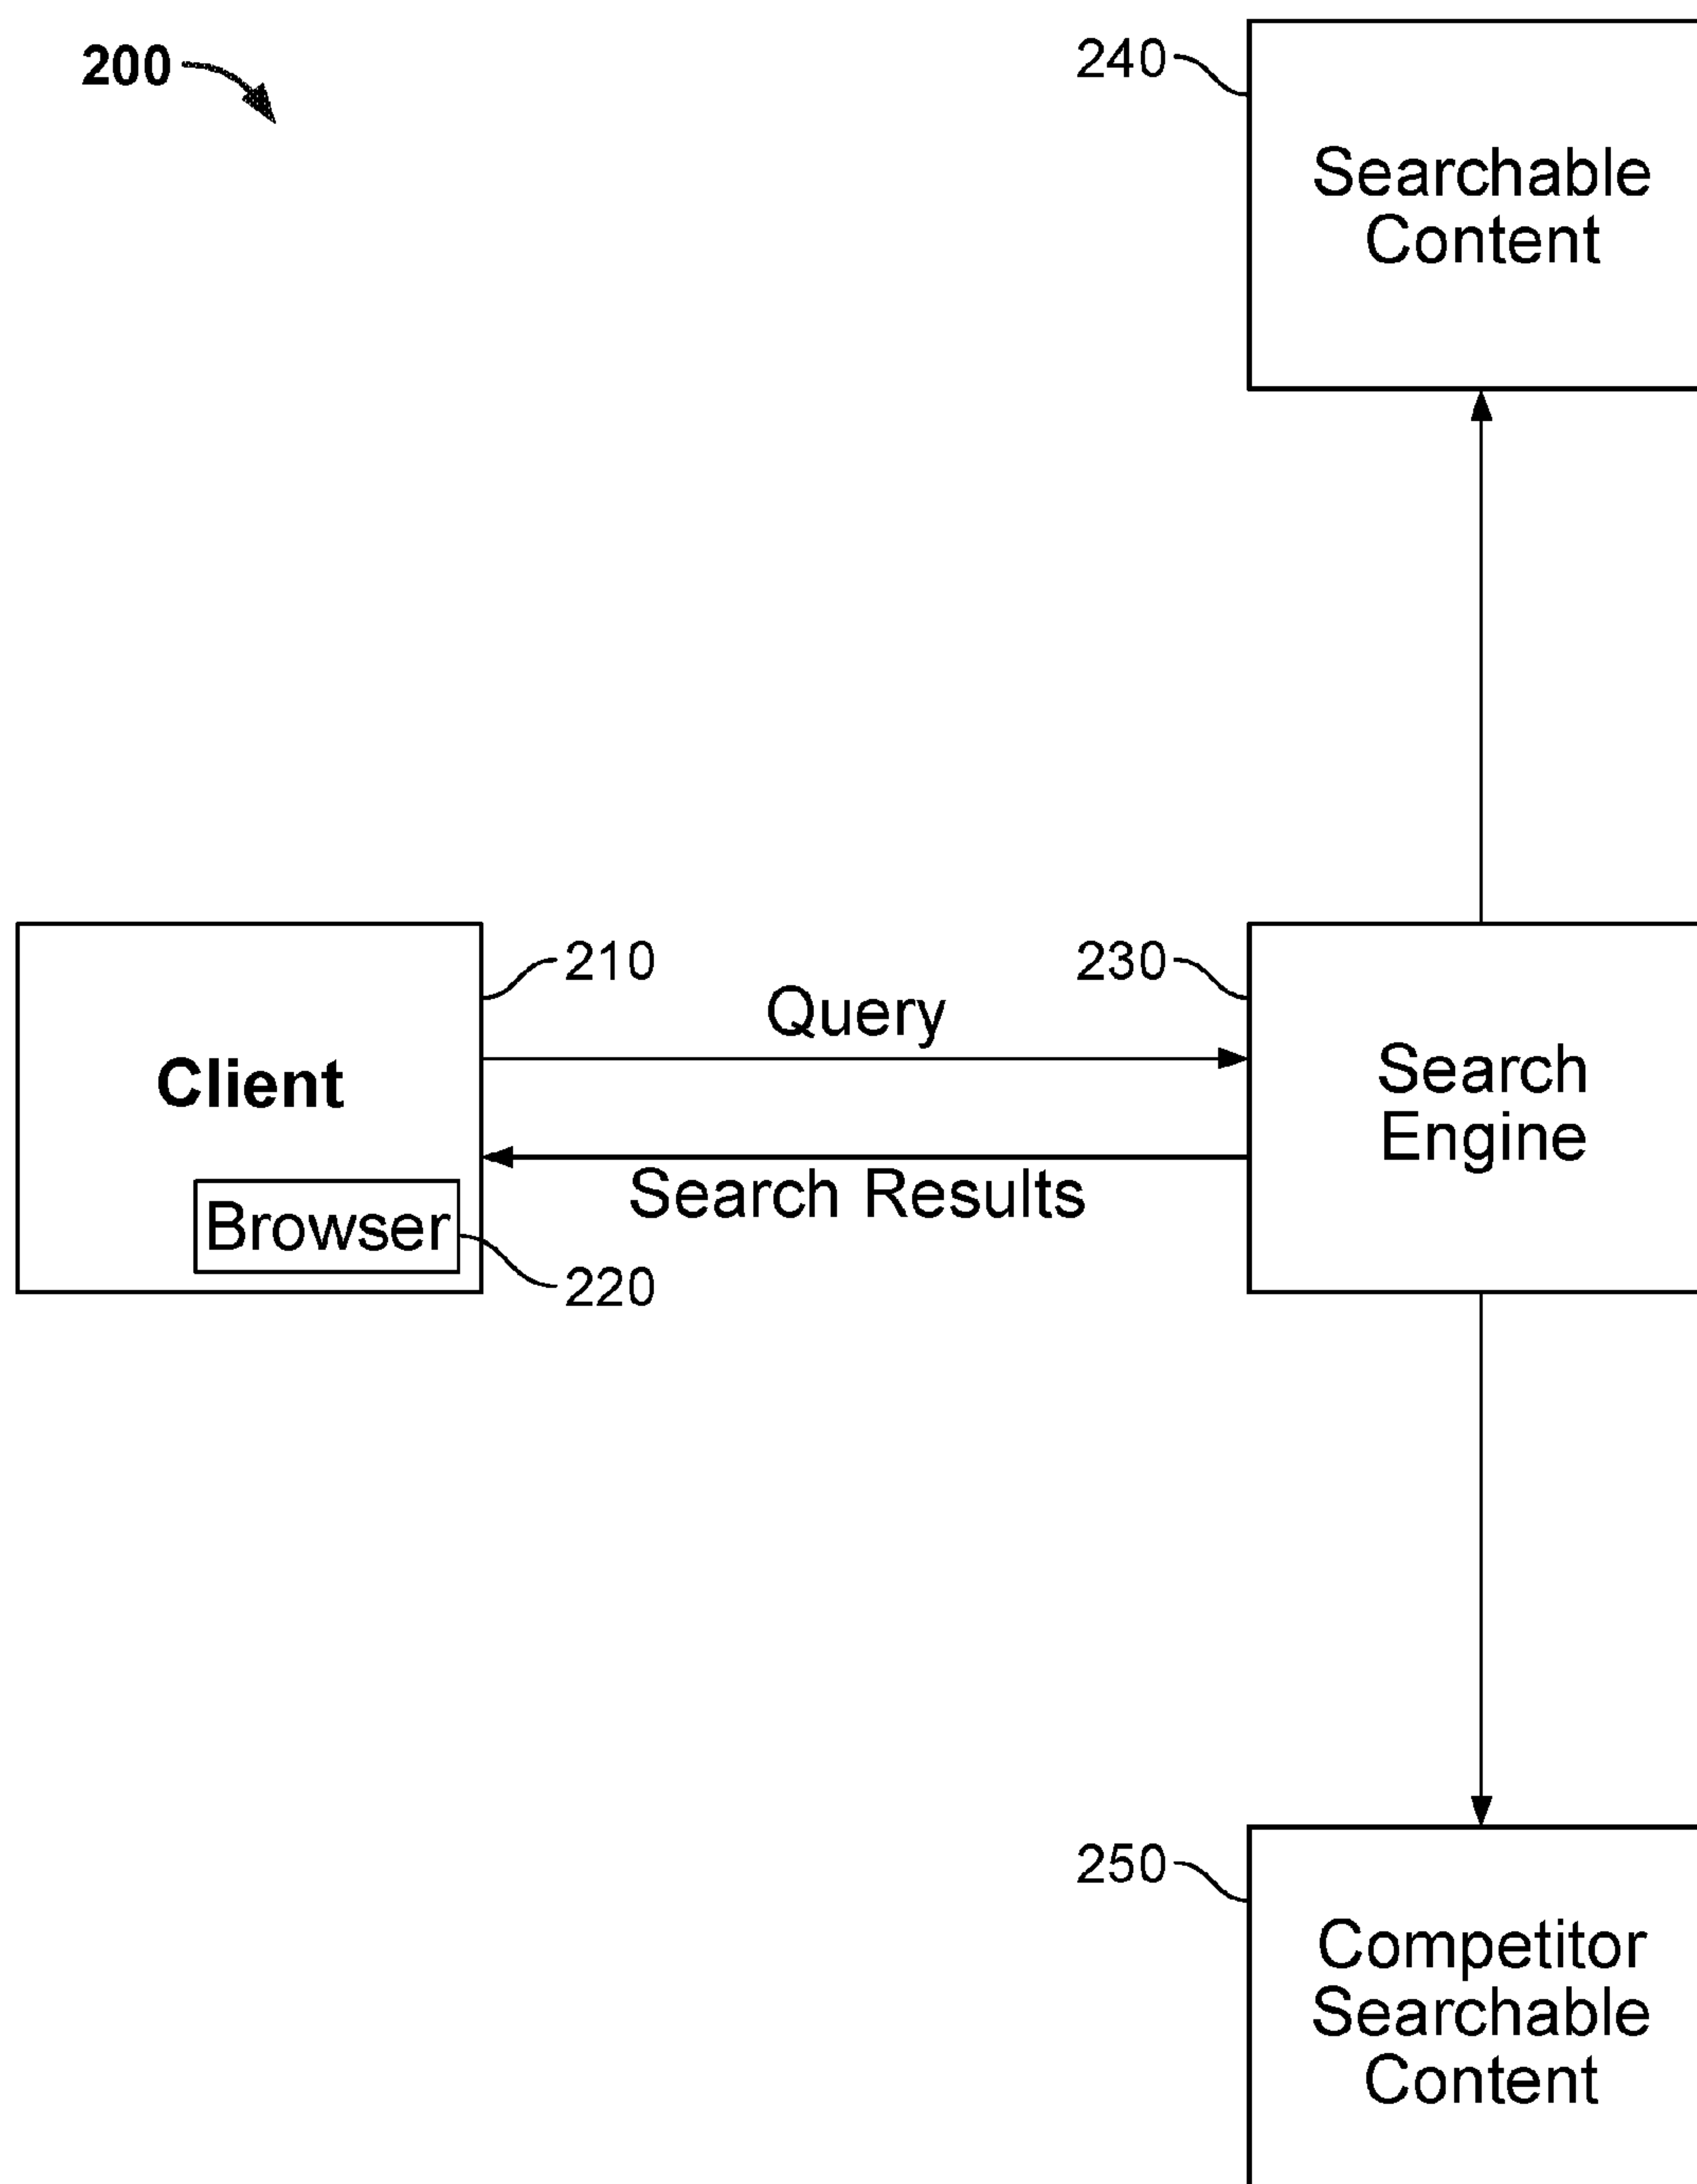 200
240
Searchable
Content
210
230
Query
Client
Search
Engine
Search Results
Browser
220
250
Competitor
Searchable
Content